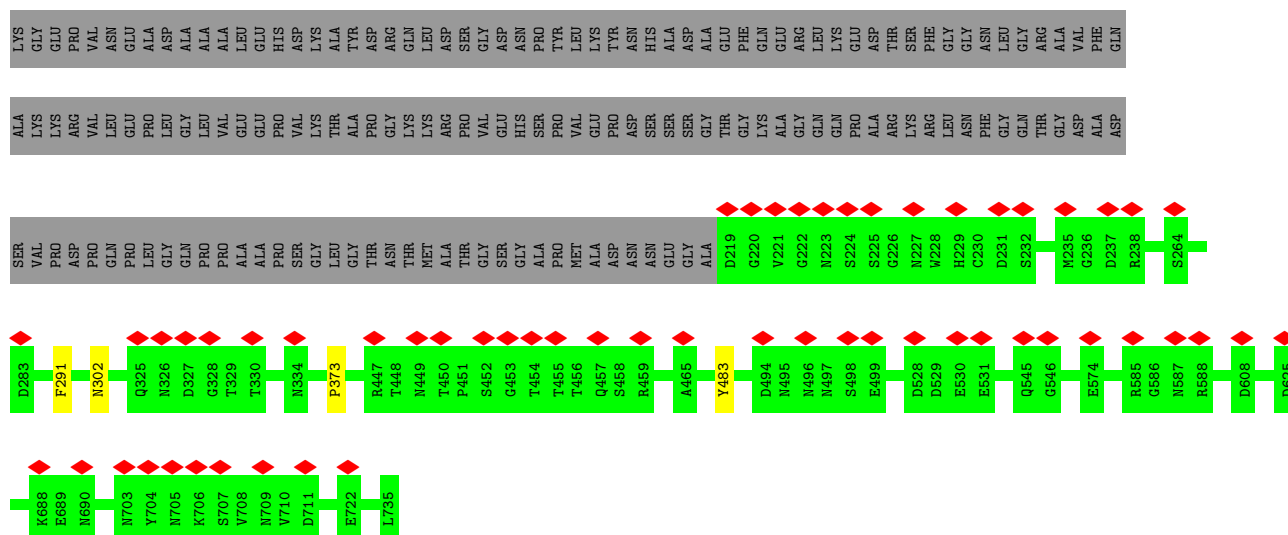 LYS GLY GLU PRO VAL ASN GLU ALA ASP ALA ALA ALA LEU GLU HIS ASP LYS ALA TYR ASP ARG GLN LEU ASP SER GLY ASP ASN PRO TYR LEU LYS TYR ASN HIS ALA ASP ALA GLU PHE GLN GLU ARG LEU LYS GLU ASP THR SER PHE GLY GLY ASN LEU GLY ARG ALA VAL PHE GLN
ALA LYS LYS ARG VAL LEU GLU PRO LEU GLY LEU VAL GLU GLU PRO VAL LYS THR ALA PRO GLY LYS LYS ARG PRO VAL GLU HIS SER PRO VAL GLU PRO ASP SER SER SER GLY THR GLY LYS ALA GLY GLN GLN PRO ALA ARG LYS ARG LEU ASN PHE GLY GLN THR GLY ASP ALA ASP
SER VAL PRO ASP PRO GLN PRO LEU GLY GLN PRO PRO ALA ALA PRO SER GLY LEU GLY THR ASN THR MET ALA THR GLY SER GLY ALA PRO MET ALA ASP ASN ASN GLU GLY ALA D219 G220 V221 G222 N223 S224 S225 G226 N227 W228 H229 C230 D231 S232 M235 G236 D237 R238 S264
D283 F291 N302 Q325 N326 D327 G328 T329 T330 N334 P373 R447 T448 N449 T450 P451 S452 G453 T454 T455 T456 Q457 S458 R459 A465 Y483 D494 N495 N496 N497 S498 E499 D528 D529 E530 E531 Q545 G546 E574 R585 G586 N587 R588 D608
K688 E689 N690 N703 Y704 N705 K706 S707 V708 N709 V710 D711 E722 L735